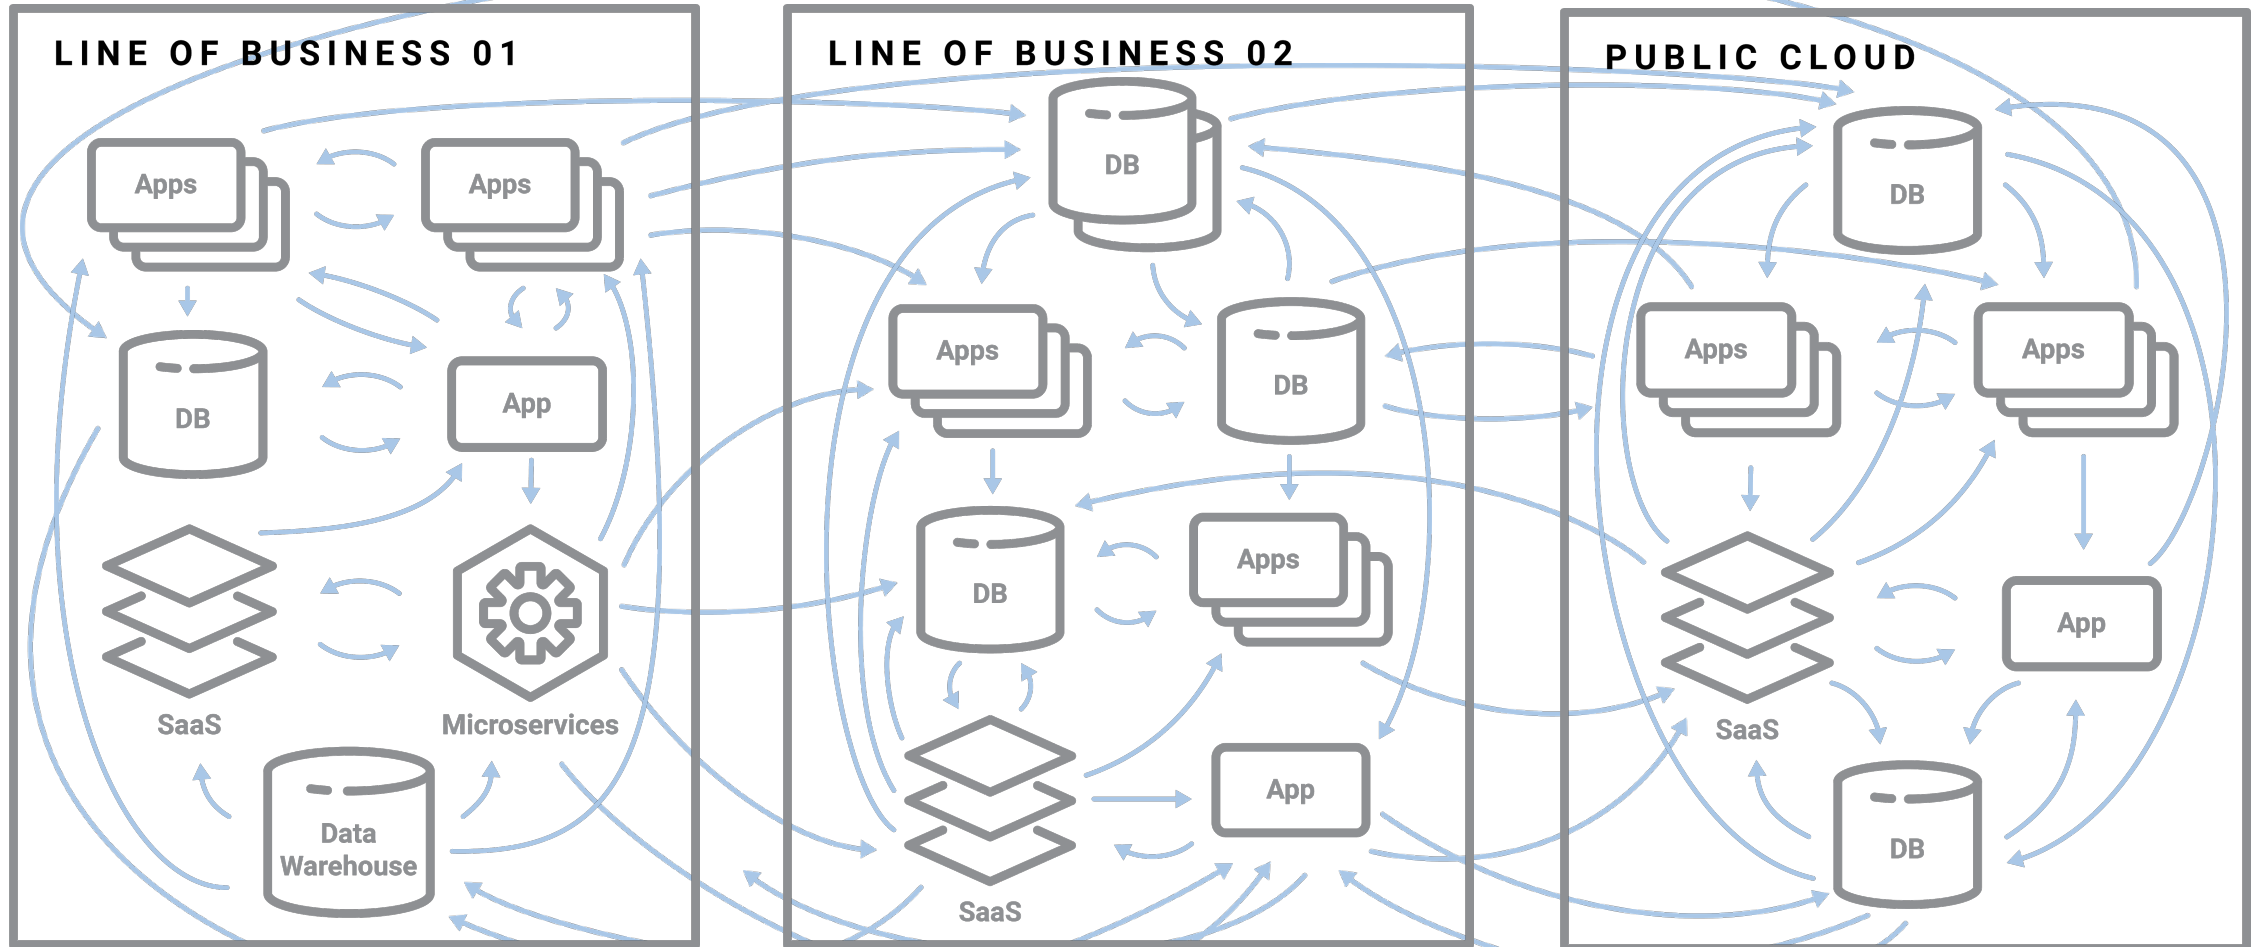 LINE OF BUSINESS 01
Apps
Apps
DB
App
SaaS
Microservices
Data
Warehouse
LINE OF BUSINESS 02
DB
Apps
DB
DB
Apps
SaaS
App
PUBLIC CLOUD
DB
Apps
Apps
SaaS
App
DB